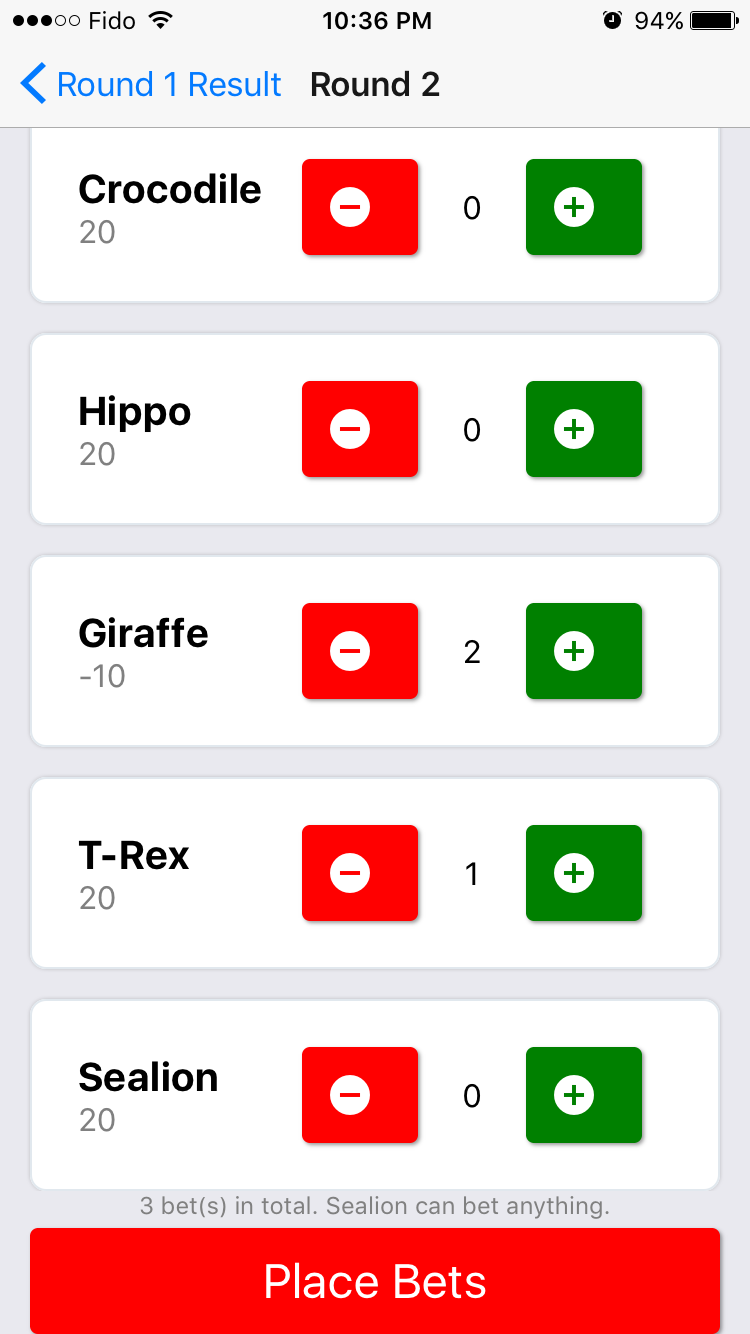 Fido 10:36 PM 94%
Round 1 Result Round 2
Crocodile
20
0
Hippo
20
0
Giraffe
-10
2
T-Rex
20
1
Sealion
20
0
3 bet(s) in total. Sealion can bet anything.
Place Bets